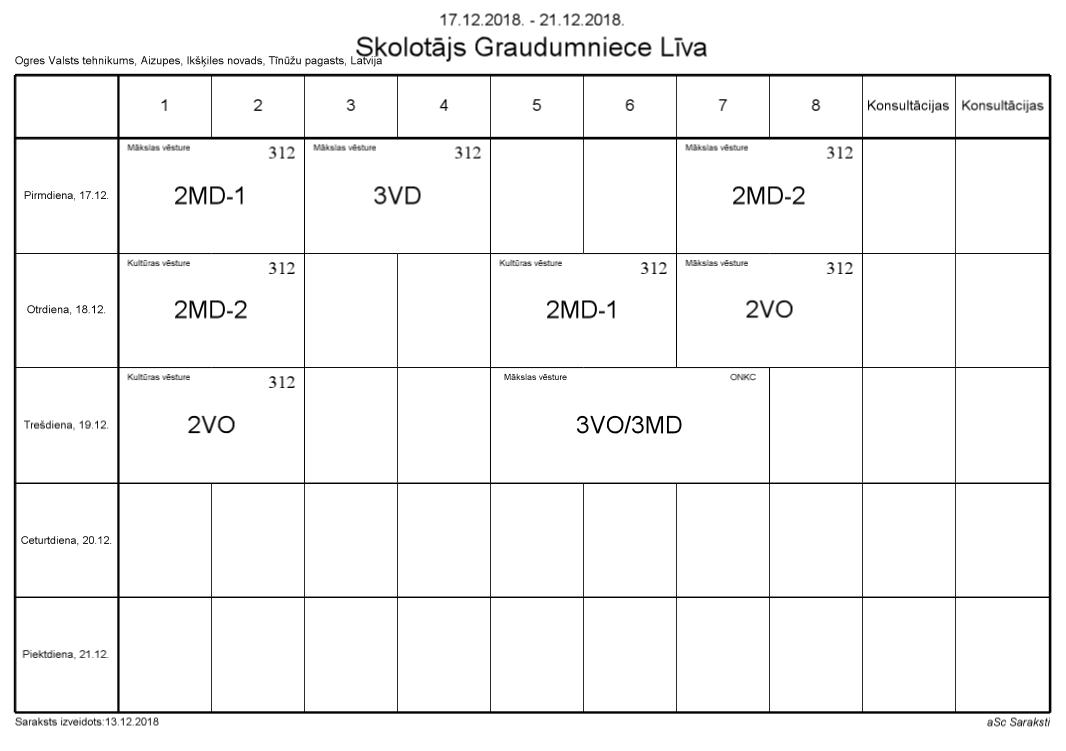 17.12.2018. - 21.12.2018.
Skolotājs Graudumniece Līva
Ogres Valsts tehnikums, Aizupes, Ikšķiles novads, Tīnūžu pagasts, Latvija
1 2 3 4 5 6 7 8 Konsultācijas Konsultācijas
Mākslas vēsture 312 Mākslas vēsture 312 Mākslas vēsture 312
Pirmdiena, 17.12. 2MD-1 3VD 2MD-2
Kultūras vēsture 312 Kultūras vēsture 312 Mākslas vēsture 312
Otrdiena, 18.12. 2MD-2 2MD-1 2VO
Kultūras vēsture 312 Mākslas vēsture ONKC
Trešdiena, 19.12. 2VO 3VO/3MD
Ceturtdiena, 20.12.
Piektdiena, 21.12.
Saraksts izveidots:13.12.2018 aSc Saraksti